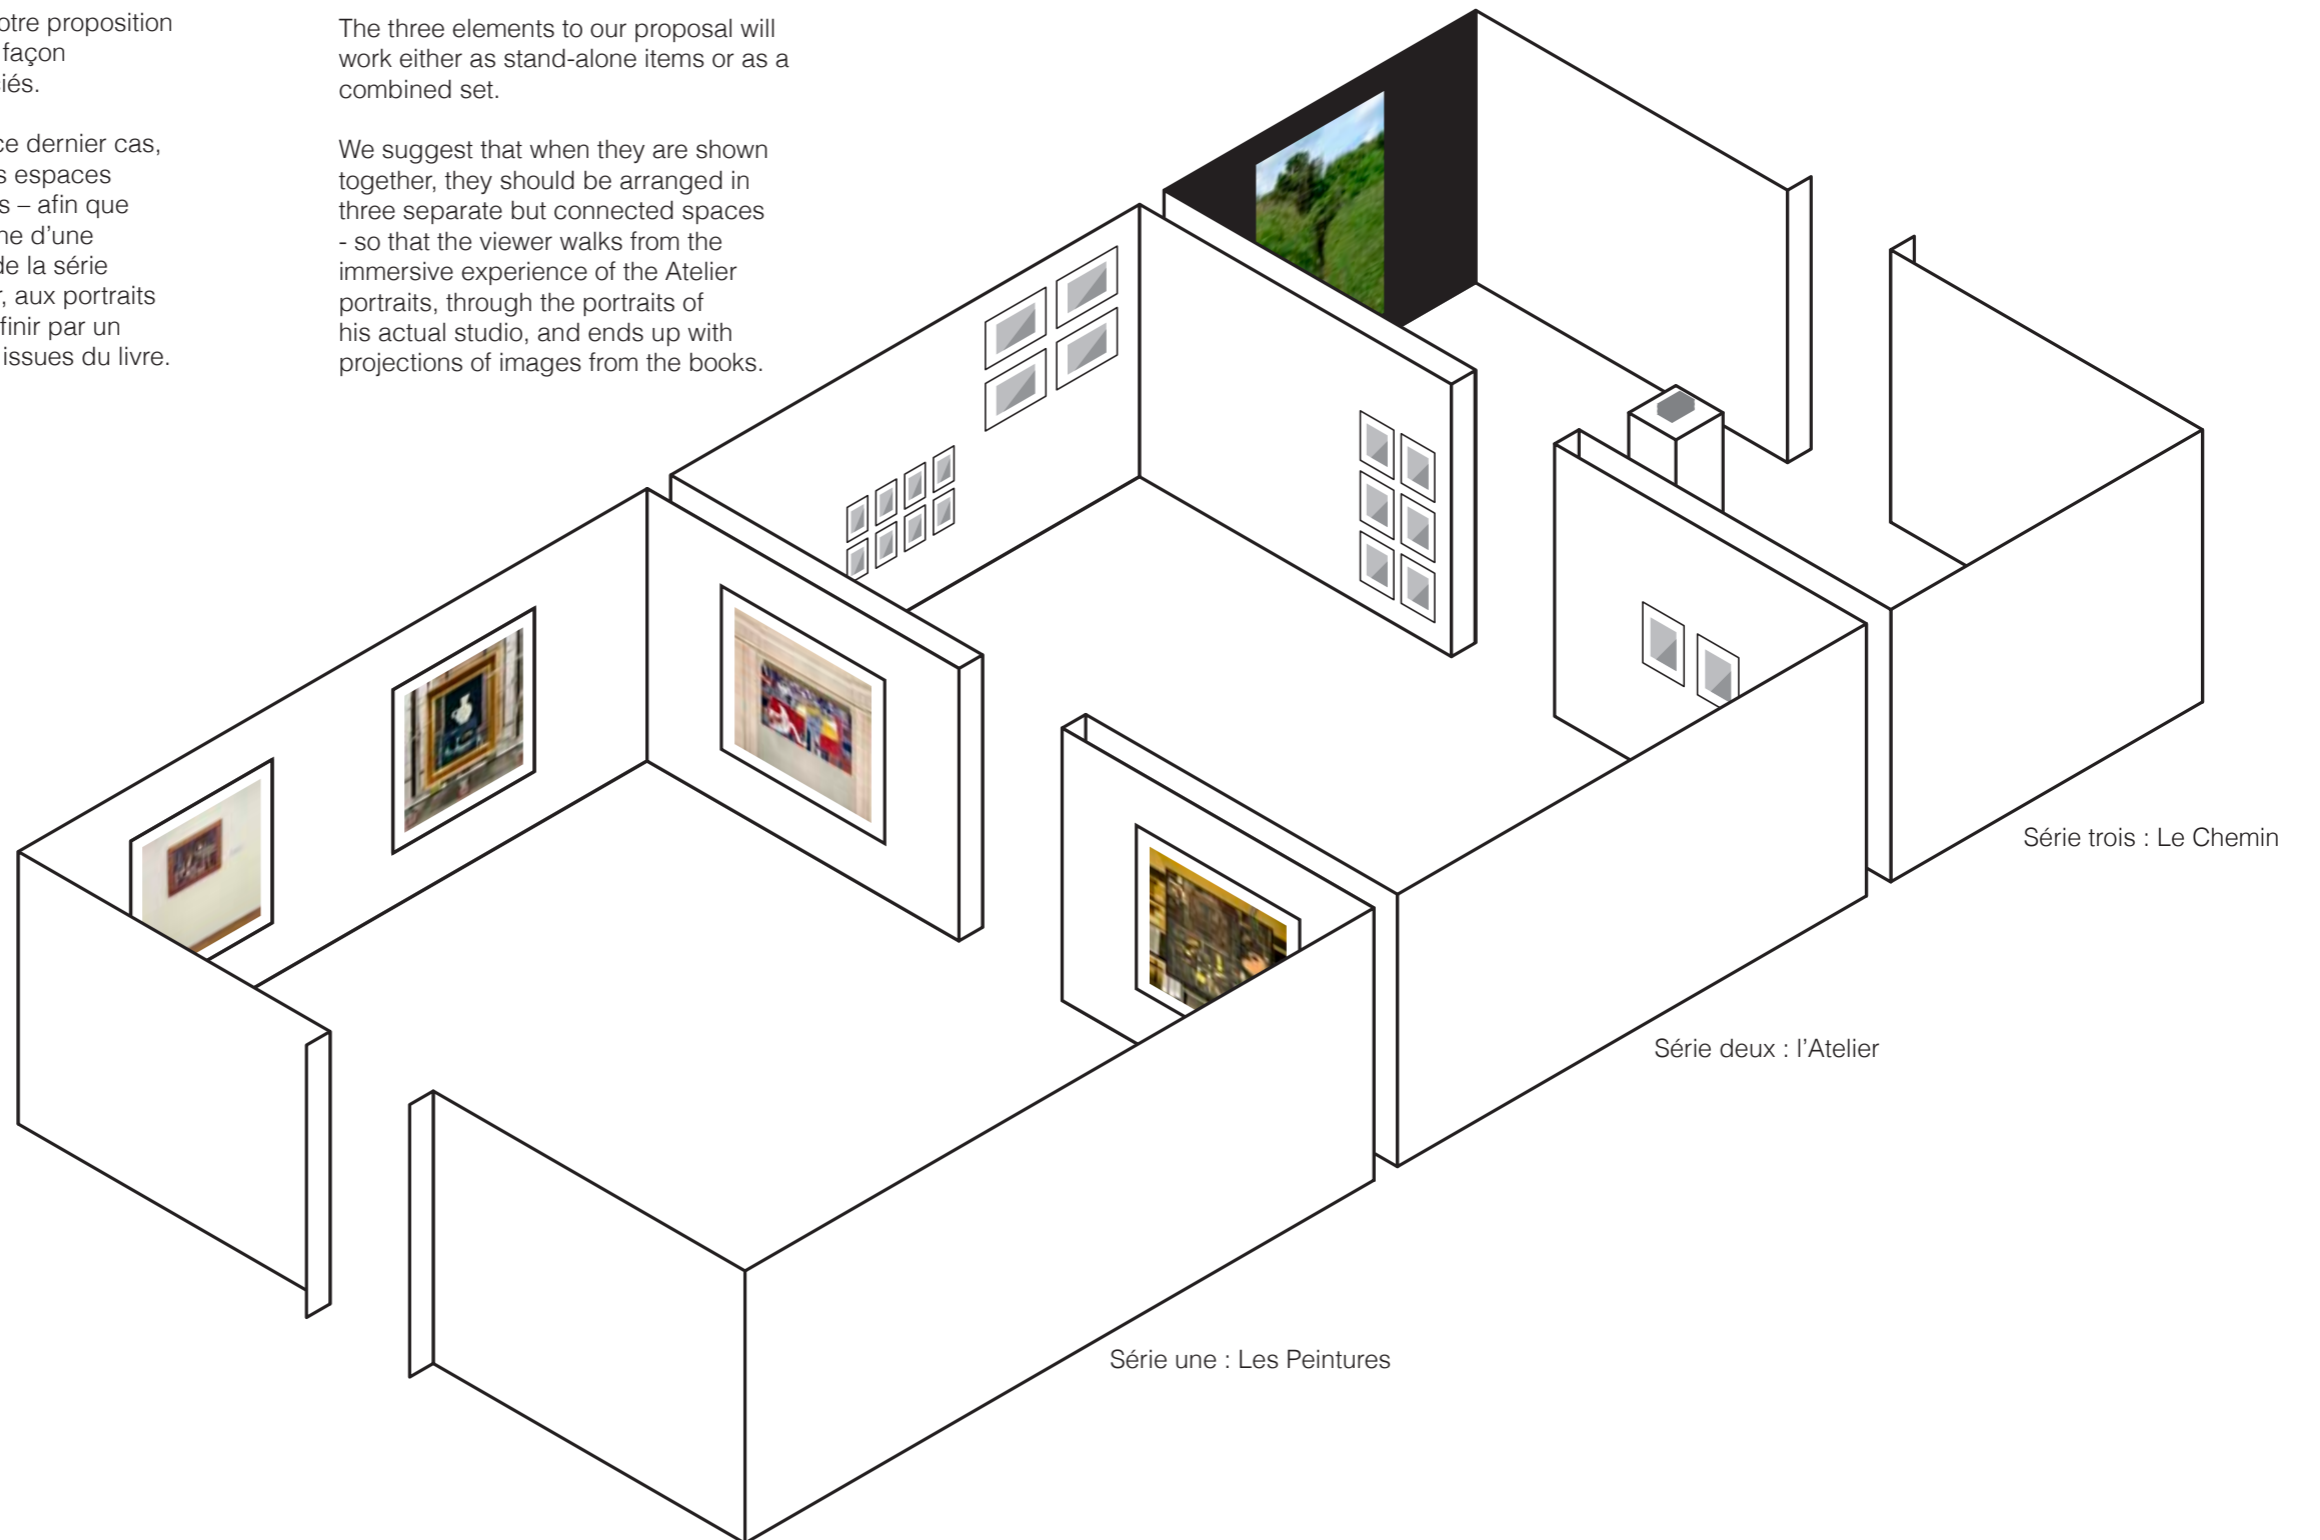 otre proposition
façon
iés.
ce dernier cas,
s espaces
s – afin que
ne d'une
de la série
r, aux portraits
finir par un
issues du livre.
The three elements to our proposal will
work either as stand-alone items or as a
combined set.
We suggest that when they are shown
together, they should be arranged in
three separate but connected spaces
- so that the viewer walks from the
immersive experience of the Atelier
portraits, through the portraits of
his actual studio, and ends up with
projections of images from the books.
Série trois : Le Chemin
Série deux : l’Atelier
Série une : Les Peintures